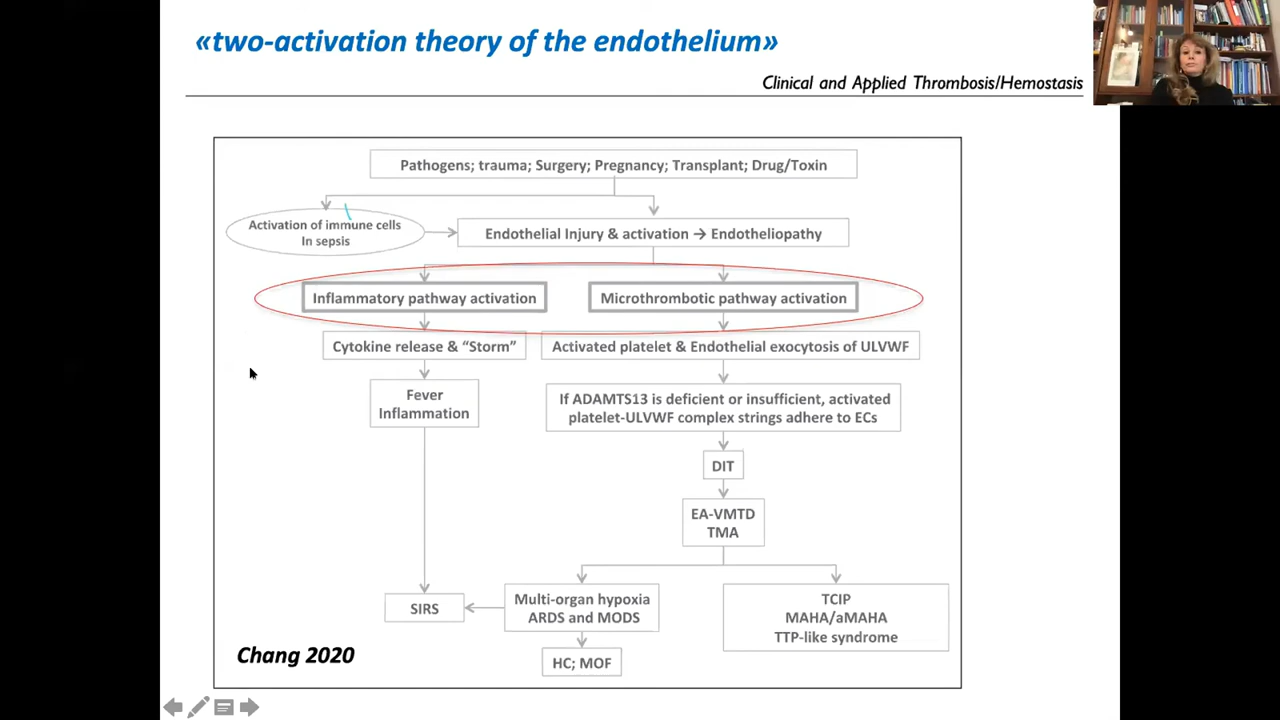 «two-activation theory of the endothelium»
Clinical and Applied Thrombosis/Hemostasis
Pathogens; trauma; Surgery; Pregnancy; Transplant; Drug/Toxin
Activation of immune cells
In sepsis
Endothelial Injury & activation → Endotheliopathy
Inflammatory pathway activation
Microthrombotic pathway activation
Cytokine release & “Storm”
Activated platelet & Endothelial exocytosis of ULVWF
Fever
Inflammation
If ADAMTS13 is deficient or insufficient, activated
platelet-ULVWF complex strings adhere to ECs
DIT
EA-VMTD
TMA
SIRS
Multi-organ hypoxia
ARDS and MODS
TCIP
MAHA/aMAHA
TTP-like syndrome
HC; MOF
Chang 2020